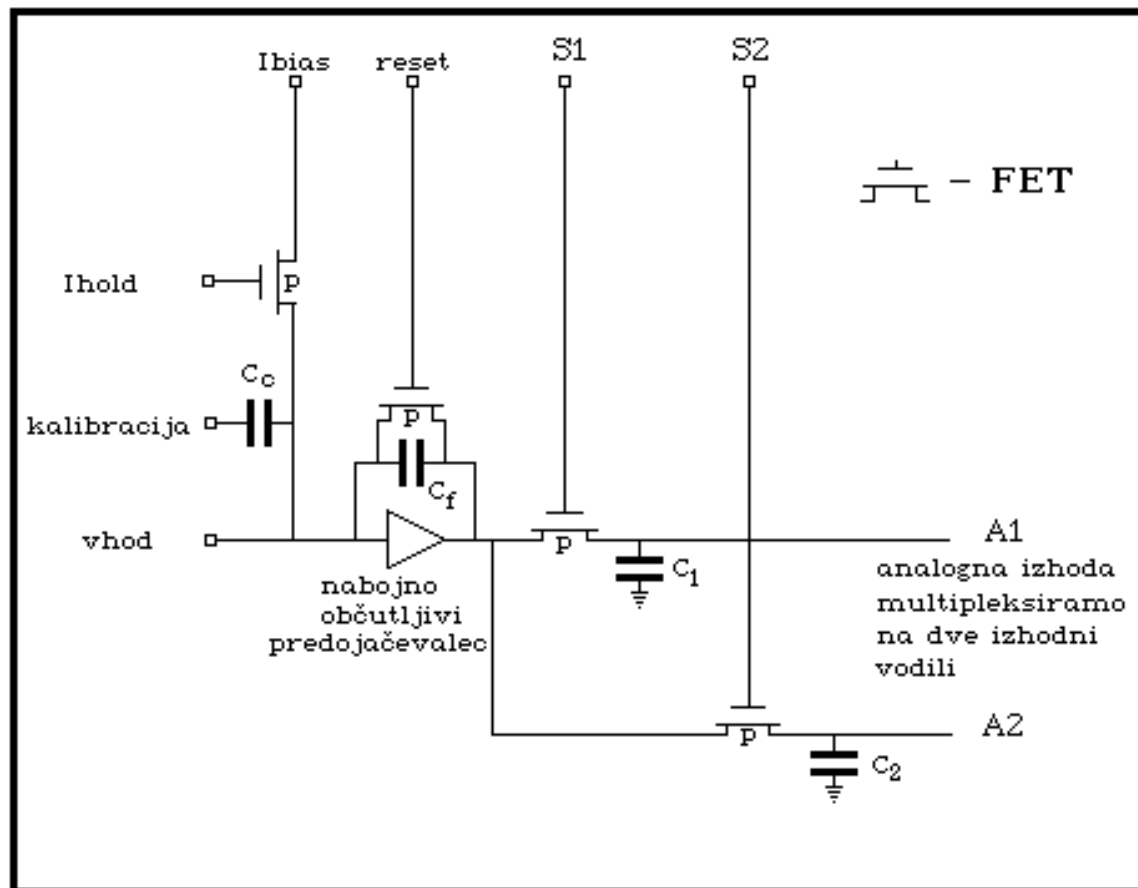 Ibias reset S1 S2
– FET
Ihold
p
Cc
kalibracija
p
Cf
vhod
p
A1
C1
nabojno
občutljivi
predojačevalec
analogna izhoda
multipleksiramo
na dve izhodni
vodili
p
A2
C2